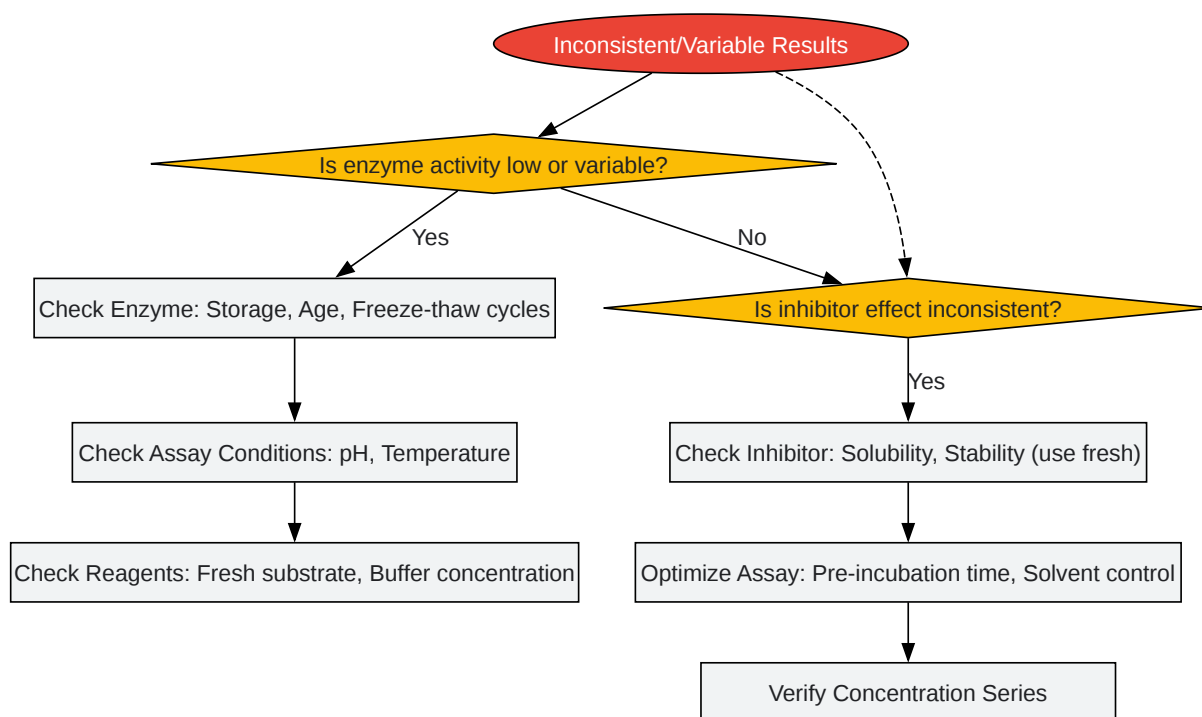 Inconsistent/Variable Results
Is enzyme activity low or variable?
Yes
No
Check Enzyme: Storage, Age, Freeze-thaw cycles
Is inhibitor effect inconsistent?
Yes
Check Assay Conditions: pH, Temperature
Check Inhibitor: Solubility, Stability (use fresh)
Check Reagents: Fresh substrate, Buffer concentration
Optimize Assay: Pre-incubation time, Solvent control
Verify Concentration Series